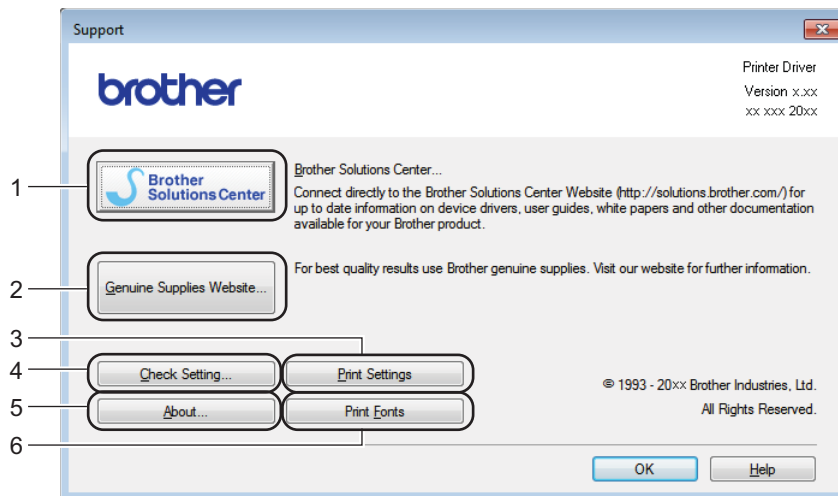 Support
brother
Printer Driver
Version x.xx
xx xxx 20xx
1
Brother
Solutions Center
Brother Solutions Center...
Connect directly to the Brother Solutions Center Website (http://solutions.brother.com/) for
up to date information on device drivers, user guides, white papers and other documentation
available for your Brother product.
2
Genuine Supplies Website...
For best quality results use Brother genuine supplies. Visit our website for further information.
3
4
Check Setting...
Print Settings
© 1993 - 20xx Brother Industries, Ltd.
5
About...
Print Fonts
All Rights Reserved.
6
OK
Help